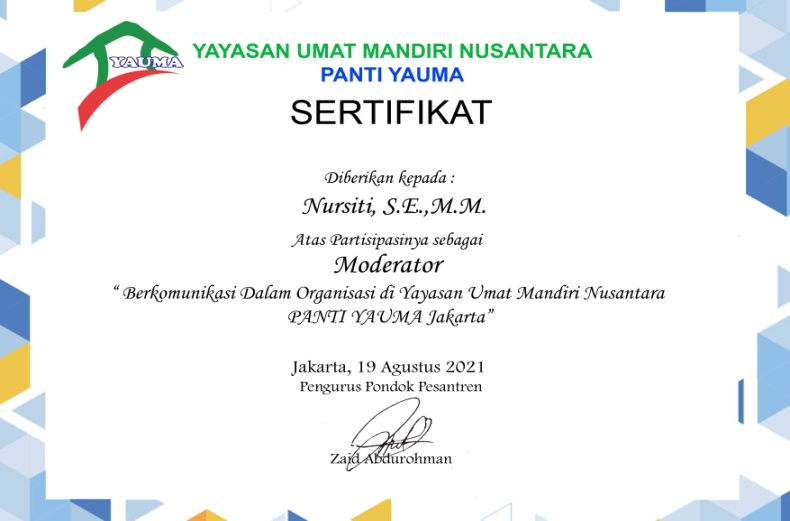 YAUMA
YAYASAN UMAT MANDIRI NUSANTARA
PANTI YAUMA
SERTIFIKAT
Diberikan kepada :
Nursiti, S.E.,M.M.
Atas Partisipasinya sebagai
Moderator
“ Berkomunikasi Dalam Organisasi di Yayasan Umat Mandiri Nusantara
PANTI YAUMA Jakarta”
Jakarta, 19 Agustus 2021
Pengurus Pondok Pesantren
Zaid Abdurohman